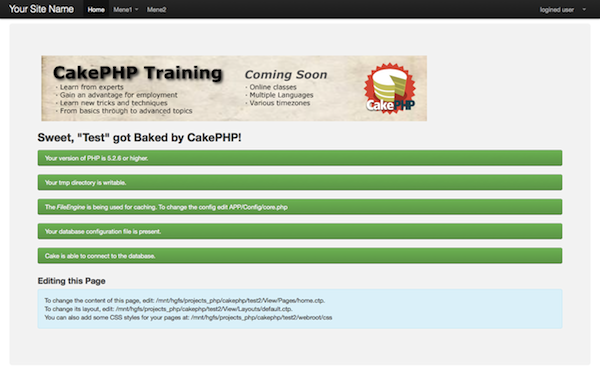 Your Site Name Home Mene1 Mene2 logined user
CakePHP Training
- Learn from experts
- Gain an advantage for employment
- Learn new tricks and techniques
- From basics through to advanced topics
Coming Soon
- Online classes
- Multiple Languages
- Various timezones
CakePHP
Sweet, "Test" got Baked by CakePHP!
Your version of PHP is 5.2.8 or higher.
Your tmp directory is writable.
The FileEngine is being used for caching. To change the config edit APP/Config/core.php
Your database configuration file is present.
Cake is able to connect to the database.
Editing this Page
To change the content of this page, edit: /mnt/hgfs/projects_php/cakephp/test2/View/Pages/home.ctp.
To change its layout, edit: /mnt/hgfs/projects_php/cakephp/test2/View/Layouts/default.ctp.
You can also add some CSS styles for your pages at: /mnt/hgfs/projects_php/cakephp/test2/webroot/css